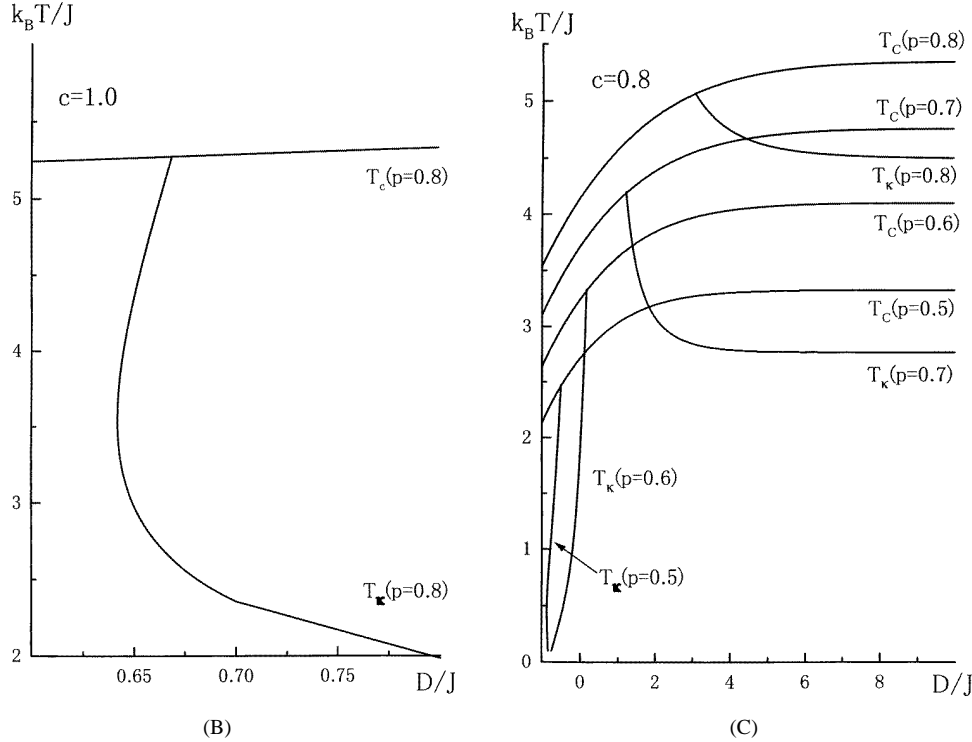 k_BT/J
c=1.0
5
T_c(p=0.8)
4
3
T_κ(p=0.8)
2
0.65 0.70 0.75 D/J
(B)
k_BT/J
c=0.8
T_C(p=0.8)
5
T_C(p=0.7)
T_κ(p=0.8)
4
T_C(p=0.6)
3
T_C(p=0.5)
T_κ(p=0.7)
2
T_κ(p=0.6)
1
T_κ(p=0.5)
0
0 2 4 6 8 D/J
(C)